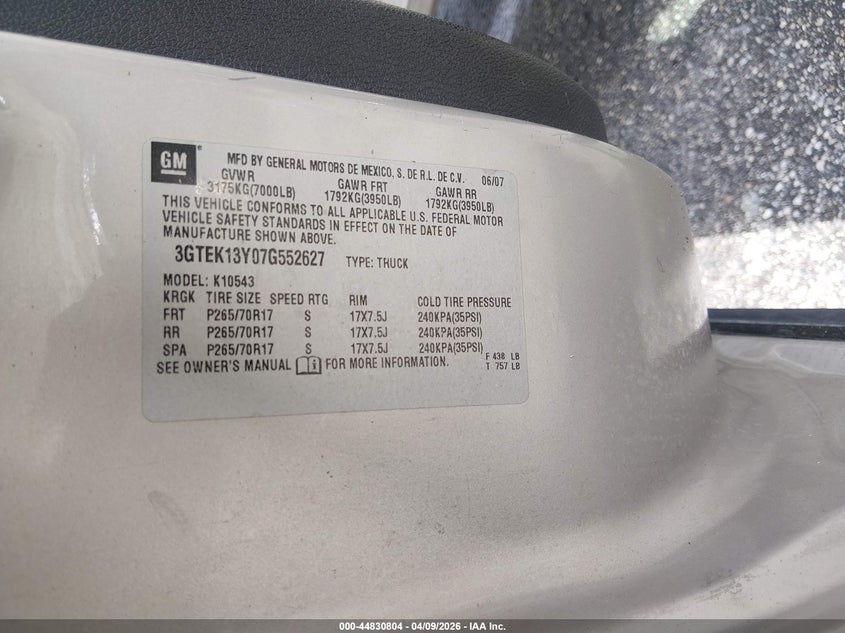 GM
MFD BY GENERAL MOTORS DE MEXICO, S. DE R.L. DE C.V. 06/07
GVWR GAWR FRT GAWR RR
3175KG(7000LB) 1792KG(3950LB) 1792KG(3950LB)
THIS VEHICLE CONFORMS TO ALL APPLICABLE U.S. FEDERAL MOTOR
VEHICLE SAFETY STANDARDS IN EFFECT ON THE DATE OF
MANUFACTURE SHOWN ABOVE.
3GTEK13Y07G552627 TYPE: TRUCK
MODEL: K10543
KRGK TIRE SIZE SPEED RTG RIM COLD TIRE PRESSURE
FRT P265/70R17 S 17X7.5J 240KPA(35PSI)
RR P265/70R17 S 17X7.5J 240KPA(35PSI)
SPA P265/70R17 S 17X7.5J 240KPA(35PSI)
F 438 LB
SEE OWNER'S MANUAL FOR MORE INFORMATION. T 757 LB
000-44830804 - 04/09/2026 - IAA Inc.